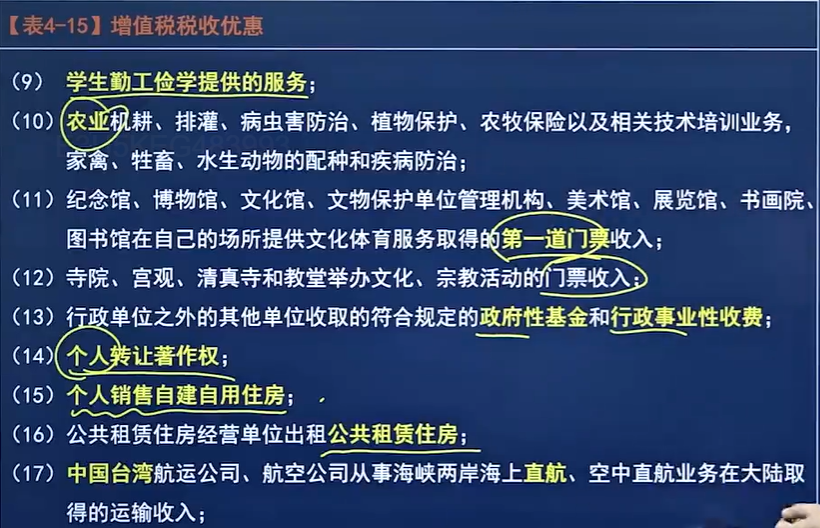 【表4-15】增值税税收优惠
(9) 学生勤工俭学提供的服务;
(10) 农业机耕、排灌、病虫害防治、植物保护、农牧保险以及相关技术培训业务,
家禽、牲畜、水生动物的配种和疾病防治;
(11) 纪念馆、博物馆、文化馆、文物保护单位管理机构、美术馆、展览馆、书画院、
图书馆在自己的场所提供文化体育服务取得的第一道门票收入;
(12) 寺院、宫观、清真寺和教堂举办文化、宗教活动的门票收入;
(13) 行政单位之外的其他单位收取的符合规定的政府性基金和行政事业性收费;
(14) 个人转让著作权;
(15) 个人销售自建自用住房;
(16) 公共租赁住房经营单位出租公共租赁住房;
(17) 中国台湾航运公司、航空公司从事海峡两岸海上直航、空中直航业务在大陆取
得的运输收入;